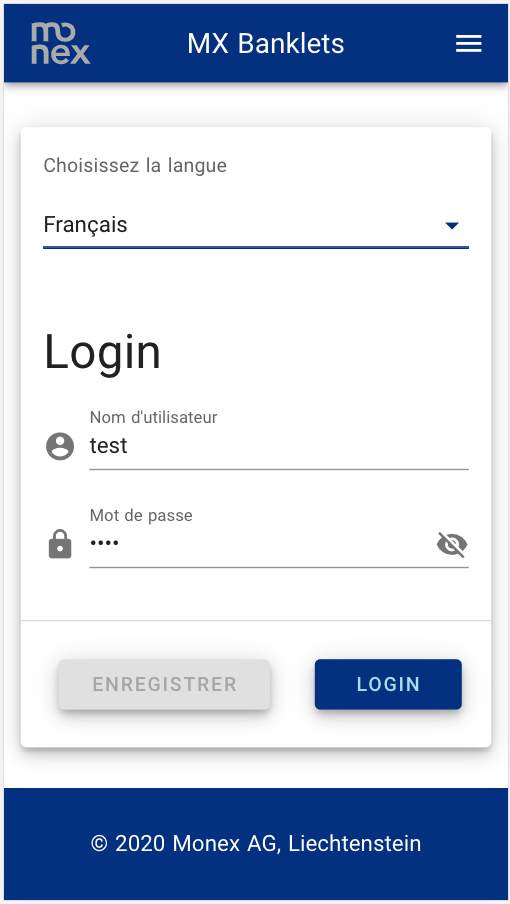 mo
nex
MX Banklets
Choisissez la langue
Français
Login
Nom d'utilisateur
test
Mot de passe
••••
ENREGISTRER
LOGIN
© 2020 Monex AG, Liechtenstein